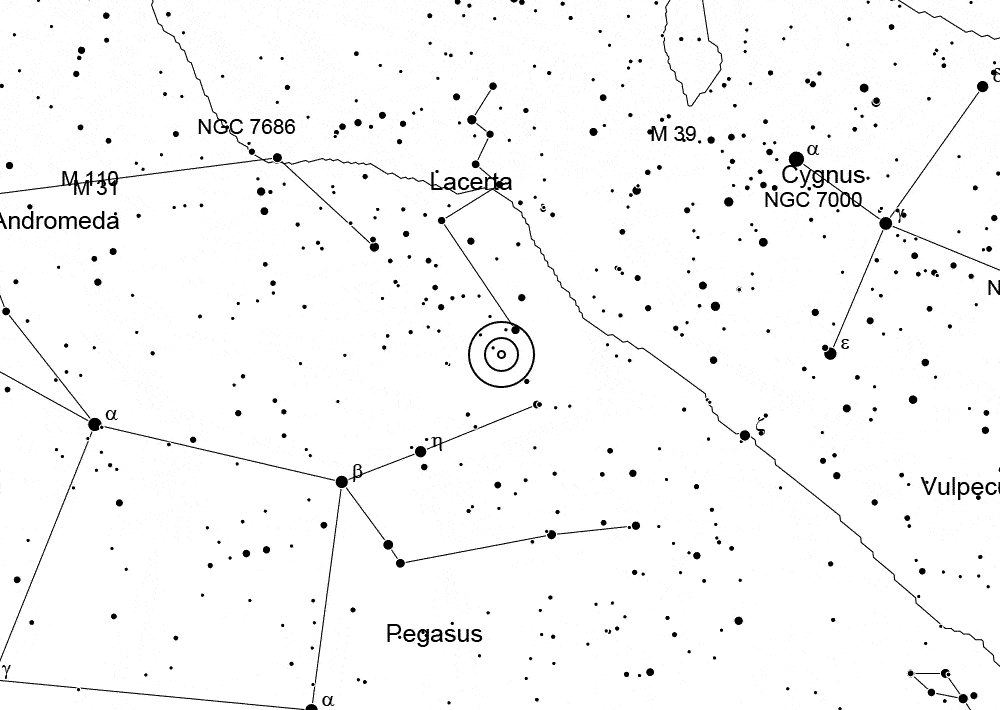 δ
NGC 7686
M 39
α
M 110
M 31
Lacerta
Cygnus
NGC 7000
γ
Andromeda
N
ε
α
ζ
η
β
Vulpecu
Pegasus
γ
α